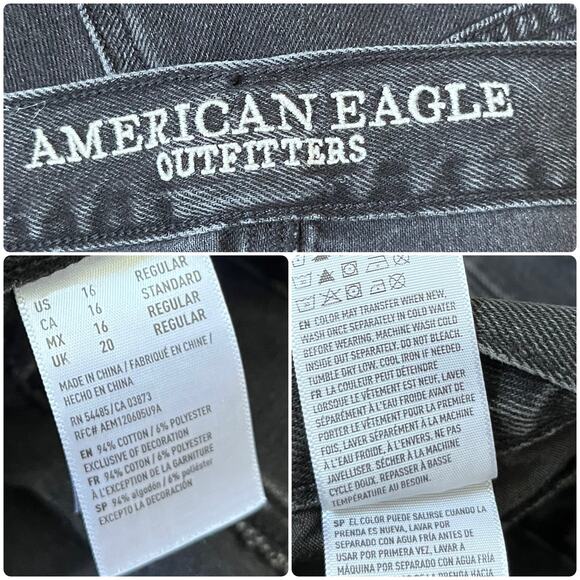 AMERICAN EAGLE
OUTFITTERS
US 16 REGULAR
CA 16 STANDARD
MX 16 REGULAR
UK 20 REGULAR
MADE IN CHINA / FABRIQUÉ EN CHINE /
HECHO EN CHINA
RN 54485/CA 03873
RFC# AEM120605U9A
EN 94% COTTON / 6% POLYESTER
EXCLUSIVE OF DECORATION
FR 94% COTON / 6% POLYESTER
À L'EXCEPTION DE LA GARNITURE
SP 94% algodón / 6% poliéster
EXCEPTO LA DECORACIÓN
EN COLOR MAY TRANSFER WHEN NEW,
WASH ONCE SEPARATELY IN COLD WATER
BEFORE WEARING, MACHINE WASH COLD
INSIDE OUT SEPARATELY. DO NOT BLEACH
TUMBLE DRY LOW. COOL IRON IF NEEDED.
FR LA COULEUR PEUT DÉTEINDRE
LORSQUE LE VÊTEMENT EST NEUF, LAVER
SÉPARÉMENT À L'EAU FROIDE AVANT DE
PORTER LE VÊTEMENT POUR LA PREMIÈRE
FOIS, LAVER SÉPARÉMENT À LA MACHINE
À L'EAU FROIDE, À L'ENVERS. NE PAS
JAVELLISER. SÉCHER À LA MACHINE
CYCLE DOUX. REPASSER À BASSE
TEMPÉRATURE AU BESOIN.
SP EL COLOR PUEDE SALIRSE CUANDO LA
PRENDA ES NUEVA, LAVAR POR
SEPARADO CON AGUA FRÍA ANTES DE
USAR POR PRIMERA VEZ, LAVAR EN
MÁQUINA POR SEPARADO CON AGUA FRÍA